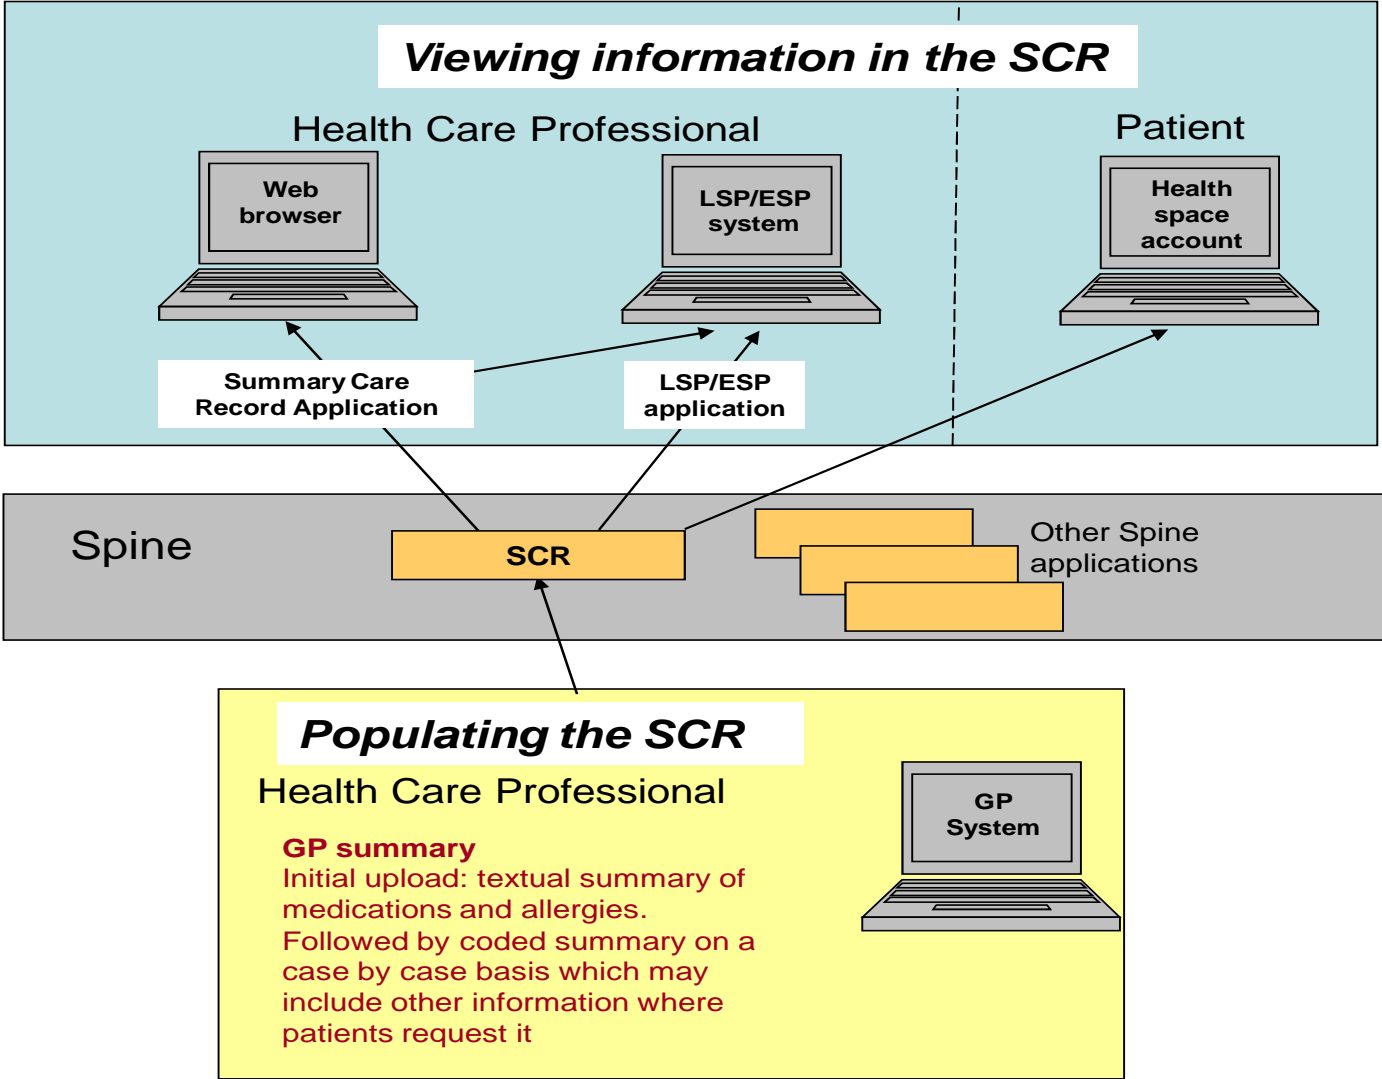 Viewing information in the SCR
Health Care Professional
Patient
Web
browser
LSP/ESP
system
Health
space
account
Summary Care
Record Application
LSP/ESP
application
Spine
SCR
Other Spine
applications
Populating the SCR
Health Care Professional
GP
System
GP summary
Initial upload: textual summary of
medications and allergies.
Followed by coded summary on a
case by case basis which may
include other information where
patients request it